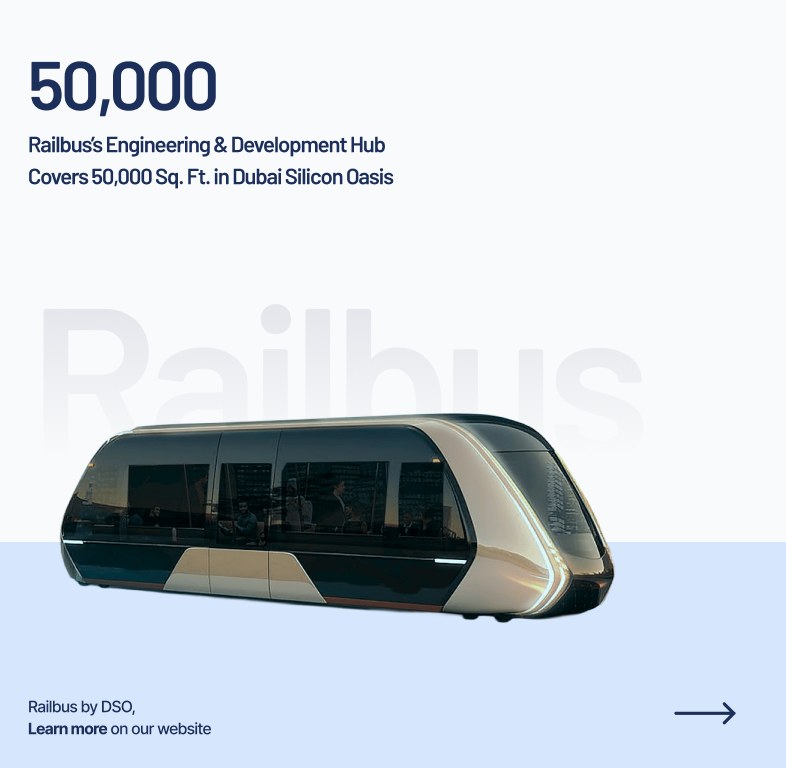 50,000
Railbus's Engineering & Development Hub
Covers 50,000 Sq. Ft. in Dubai Silicon Oasis
Railbus
Railbus by DSO,
Learn more on our website